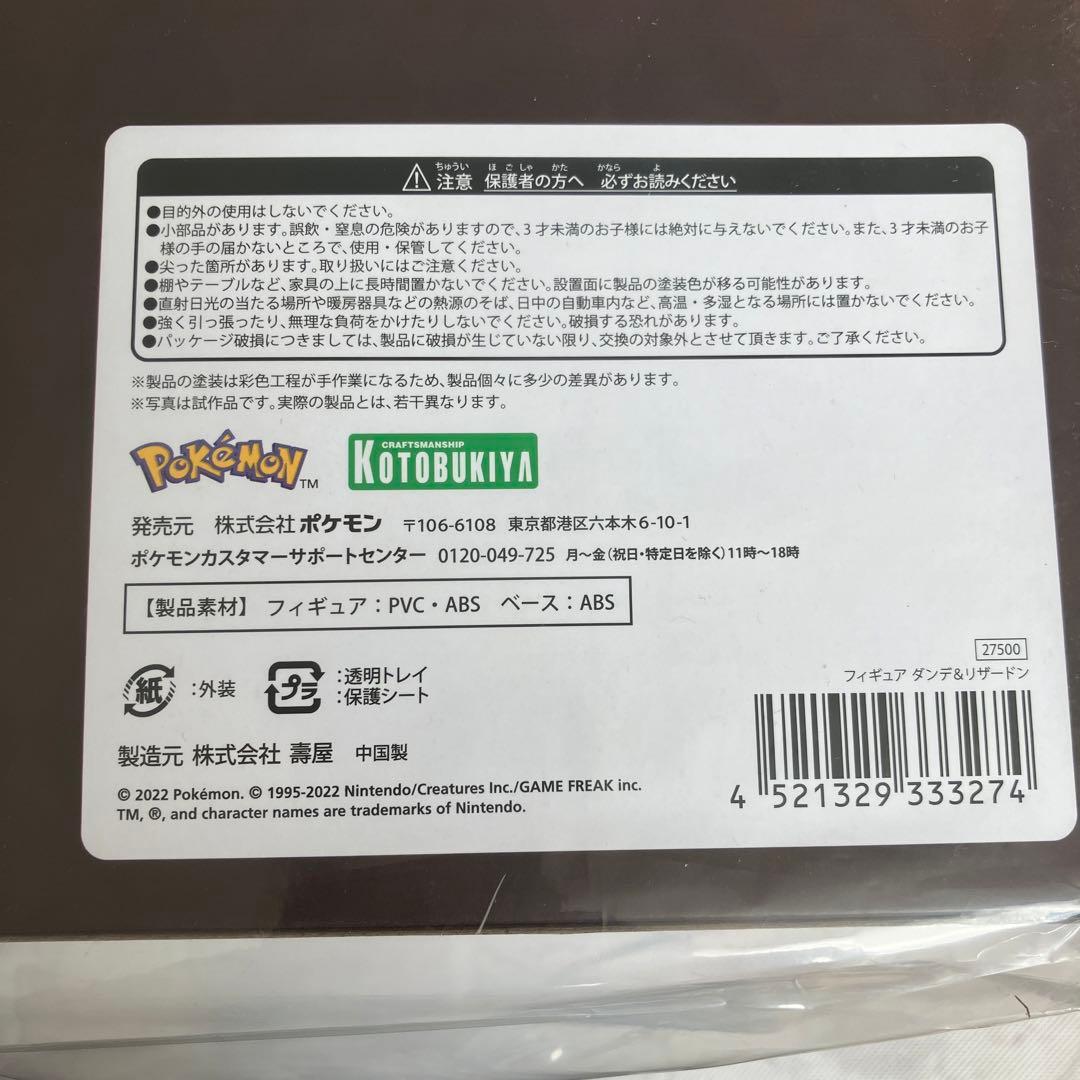 ちゅうい ほごしゃ かた かなら よ
注意 保護者の方へ 必ずお読みください
●目的外の使用はしないでください。
●小部品があります。誤飲・窒息の危険がありますので、3才未満のお子様には絶対に与えないでください。また、3才未満のお子
様の手の届かないところで、使用・保管してください。
●尖った箇所があります。取り扱いにはご注意ください。
●棚やテーブルなど、家具の上に長時間置かないでください。設置面に製品の塗装色が移る可能性があります。
●直射日光の当たる場所や暖房器具などの熱源のそば、日中の自動車内など、高温・多湿となる場所には置かないでください。
●強く引っ張ったり、無理な負荷をかけたりしないでください。破損する恐れがあります。
●パッケージ破損につきましては、製品に破損が生じていない限り、交換の対象外とさせて頂きます。ご了承ください。
※製品の塗装は彩色工程が手作業になるため、製品個々に多少の差異があります。
※写真は試作品です。実際の製品とは、若干異なります。
POKéMON TM
CRAFTSMANSHIP
KOTOBUKIYA
発売元 株式会社ポケモン 〒106-6108 東京都港区六本木6-10-1
ポケモンカスタマーサポートセンター 0120-049-725 月～金(祝日・特定日を除く)11時～18時
【製品素材】 フィギュア：PVC・ABS ベース：ABS
紙 :外装 プラ :透明トレイ
:保護シート
27500
フィギュア ダンデ&リザードン
4 521329 333274
製造元 株式会社 壽屋 中国製
© 2022 Pokémon. © 1995-2022 Nintendo/Creatures Inc./GAME FREAK inc.
TM, ®, and character names are trademarks of Nintendo.